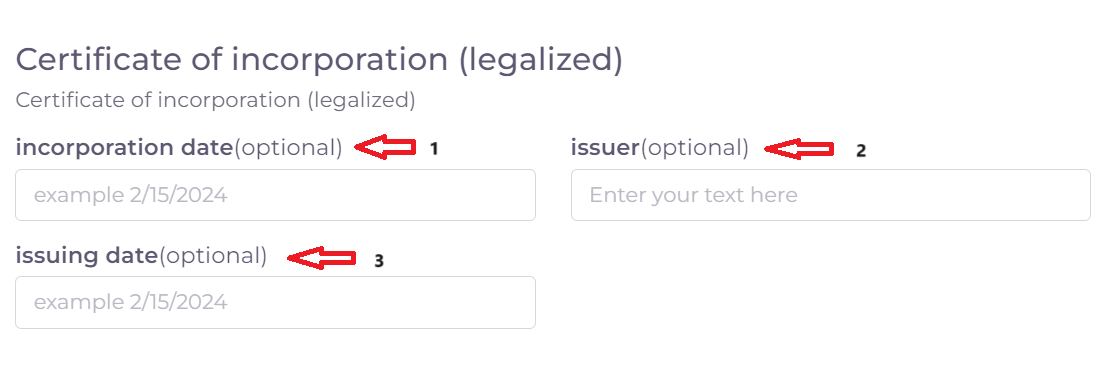 Certificate of incorporation (legalized)
Certificate of incorporation (legalized)
incorporation date(optional) 1
issuer(optional) 2
example 2/15/2024
Enter your text here
issuing date(optional) 3
example 2/15/2024